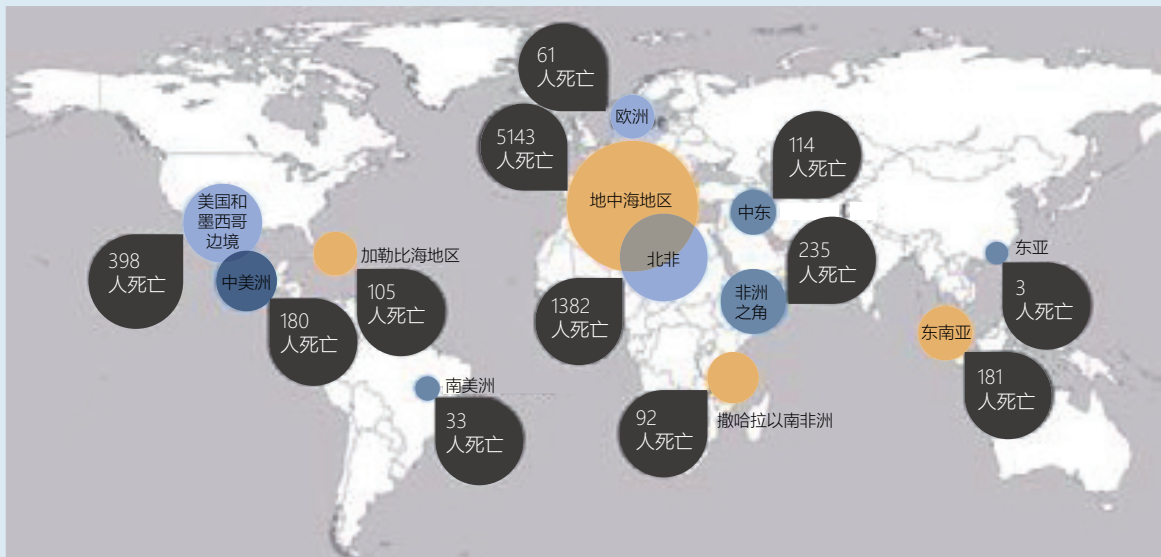 61
人死亡
欧洲
5143
人死亡
114
人死亡
地中海地区
中东
美国和
墨西哥
边境
398
人死亡
加勒比海地区
北非
235
人死亡
东亚
中美洲
105
人死亡
1382
人死亡
非洲
之角
3
人死亡
180
人死亡
东南亚
181
人死亡
南美洲
33
人死亡
92
人死亡
撒哈拉以南非洲